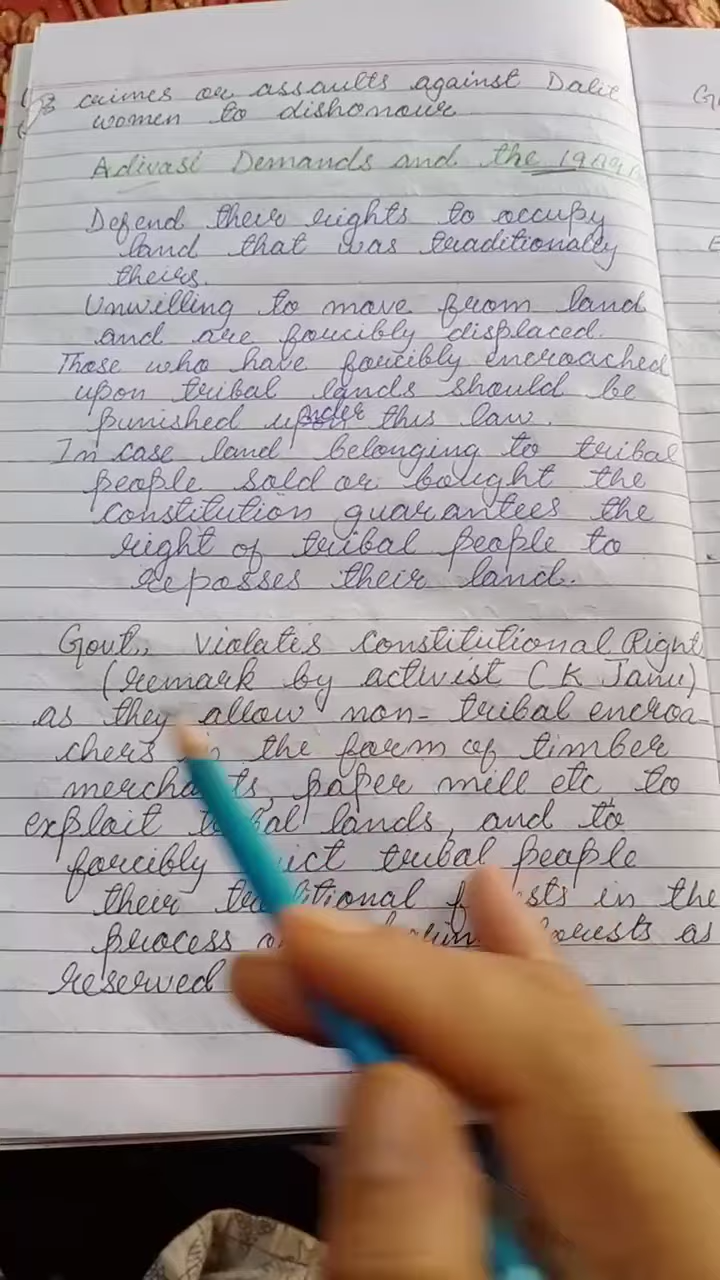 crimes or assaults against Dalit
women to dishonour
Adivasi Demands and the 1989
Defend their rights to occupy
land that was traditionally
theirs.
Unwilling to move from land
and are forcibly displaced.
Those who have forcibly encroached
upon tribal lands should be
punished under this law.
In case land belonging to tribal
people sold or bought the
constitution guarantees the
right of tribal people to
reposses their land.
Govt., violates constitutional Right
(remark by activist C K Janu)
as they allow non-tribal encroa-
chers the form of timber
merchants, paper mill etc to
exploit lands, and to
forcibly tribal people
their in the
process forests as
reserved